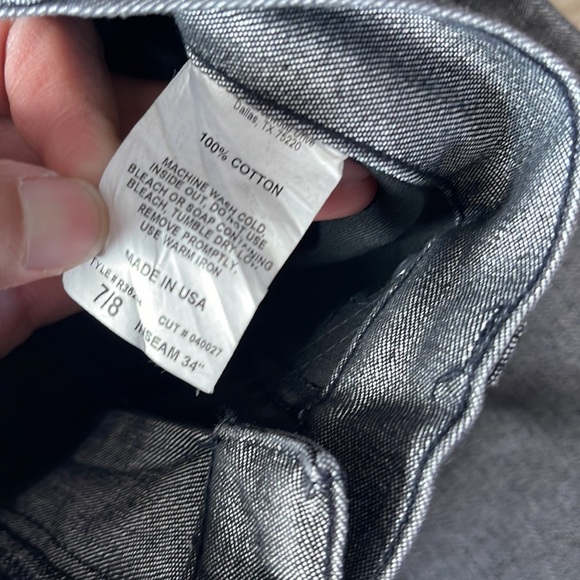 Dallas, TX 75220
100% COTTON
MACHINE WASH COLD
INSIDE OUT. DO NOT
BLEACH OR SOAP CONTAINING
BLEACH, TUMBLE DRY LOW
REMOVE PROMPTLY.
USE WARM IRON.
MADE IN USA
CUT # 040027
7/8
INSEAM 34"